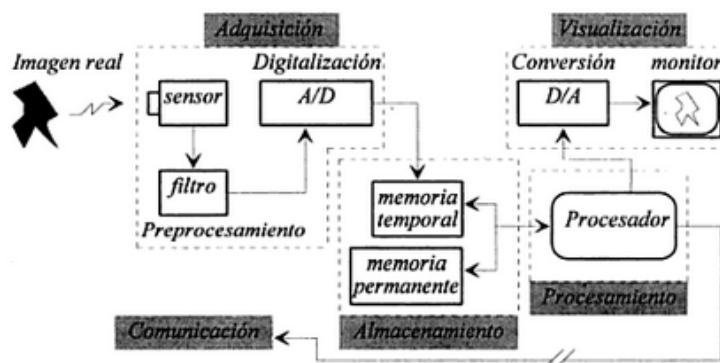 Adquisición
Visualización
Imagen real
Digitalización
Conversión
monitor
sensor
A/D
D/A
filtro
Preprocesamiento
memoria
temporal
Procesador
memoria
permanente
Procesamiento
Comunicación
Almacenamiento